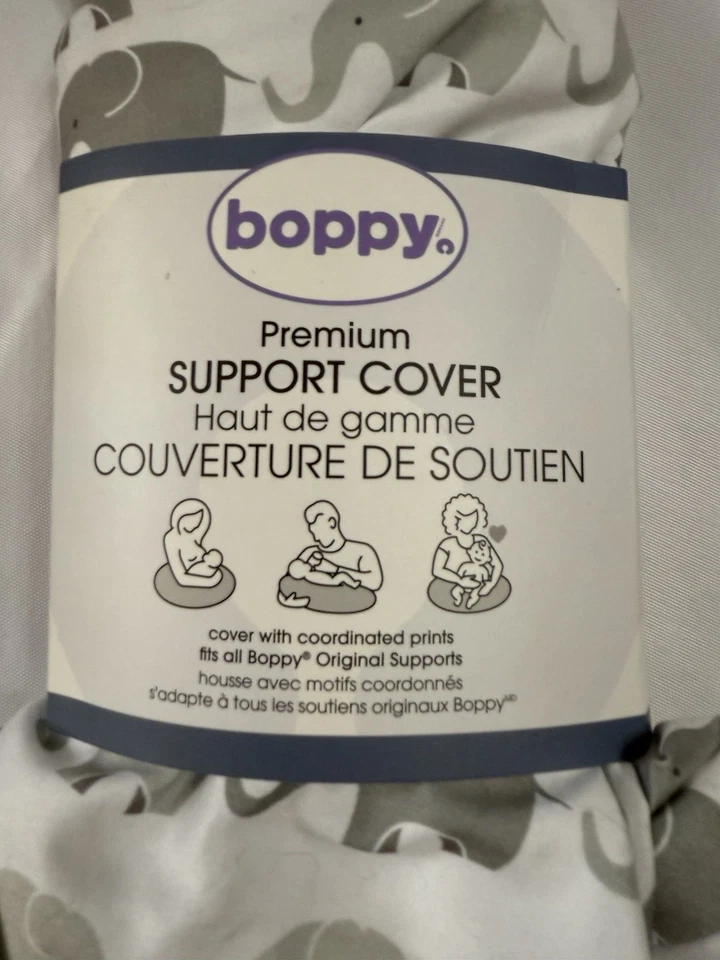 boppy.
Premium
SUPPORT COVER
Haut de gamme
COUVERTURE DE SOUTIEN
cover with coordinated prints
fits all Boppy® Original Supports
housse avec motifs coordonnés
s'adapte à tous les soutiens originaux Boppy ᴹᴰ